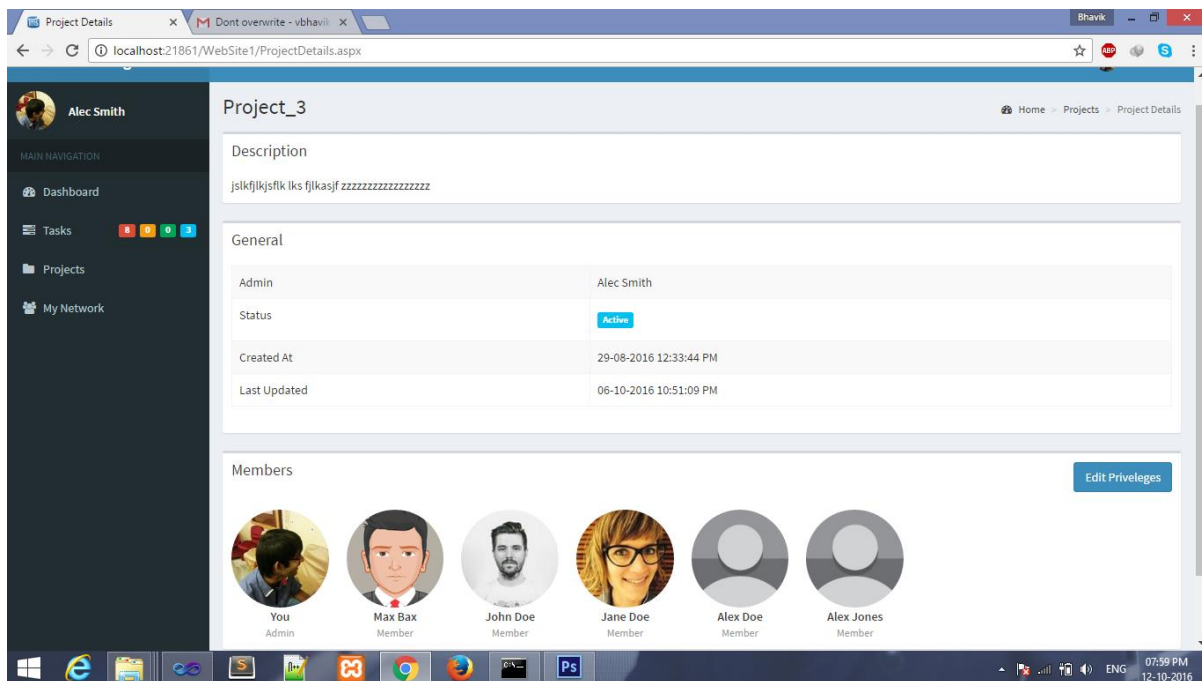 Project Details
Dont overwrite - vbhavik
Bhavik
localhost:21861/WebSite1/ProjectDetails.aspx
ABP
Alec Smith
Project_3
Home > Projects > Project Details
MAIN NAVIGATION
Dashboard
Tasks 8 0 0 3
Projects
My Network
Description
jslkfjlkjsflk lks fjlkasjf zzzzzzzzzzzzzzzzz
General
Admin Alec Smith
Status Active
Created At 29-08-2016 12:33:44 PM
Last Updated 06-10-2016 10:51:09 PM
Members
Edit Priveleges
You
Admin
Max Bax
Member
John Doe
Member
Jane Doe
Member
Alex Doe
Member
Alex Jones
Member
Ps
ENG
07:59 PM
12-10-2016